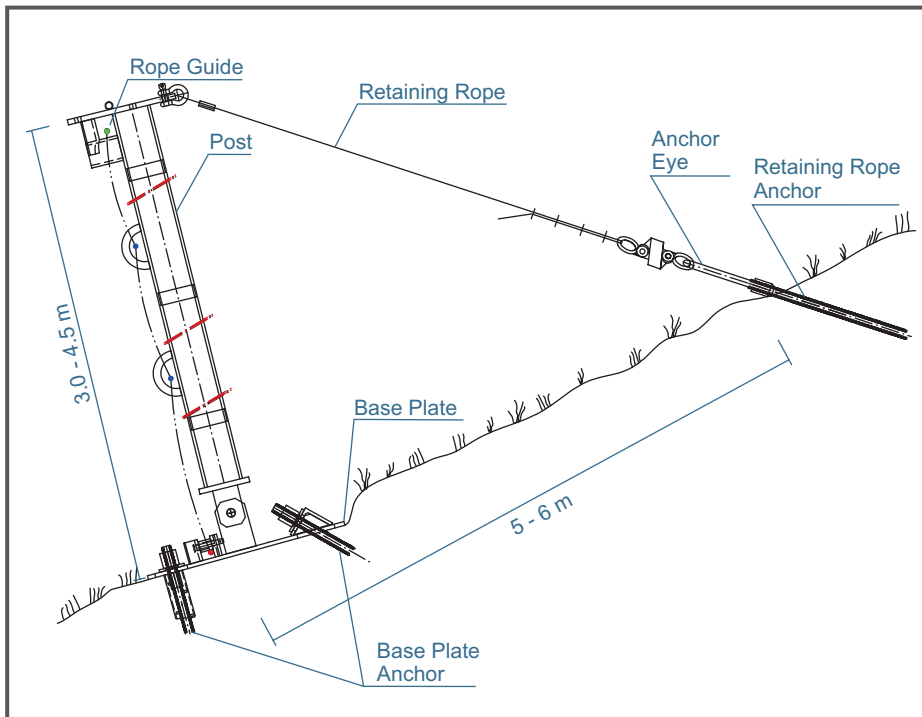 Rope Guide
Retaining Rope
Post
Anchor
Eye
Retaining Rope
Anchor
3.0 - 4.5 m
Base Plate
5 - 6 m
Base Plate
Anchor